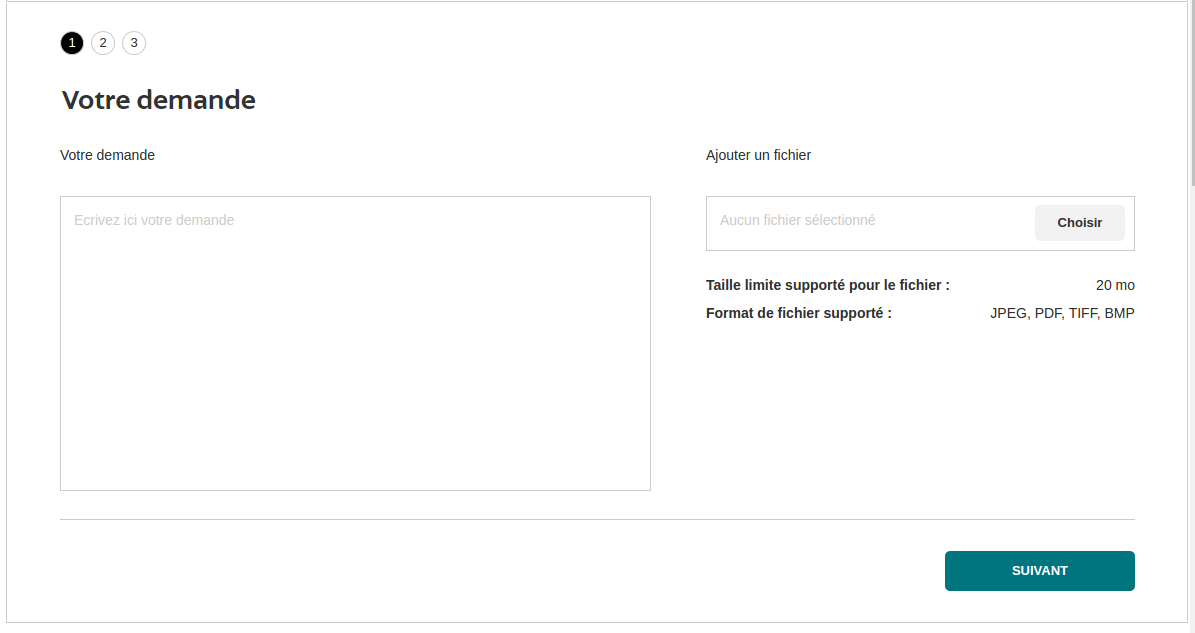 1 2 3
Votre demande
Votre demande
Ecrivez ici votre demande
Ajouter un fichier
Aucun fichier sélectionné
Choisir
Taille limite supporté pour le fichier : 20 mo
Format de fichier supporté : JPEG, PDF, TIFF, BMP
SUIVANT